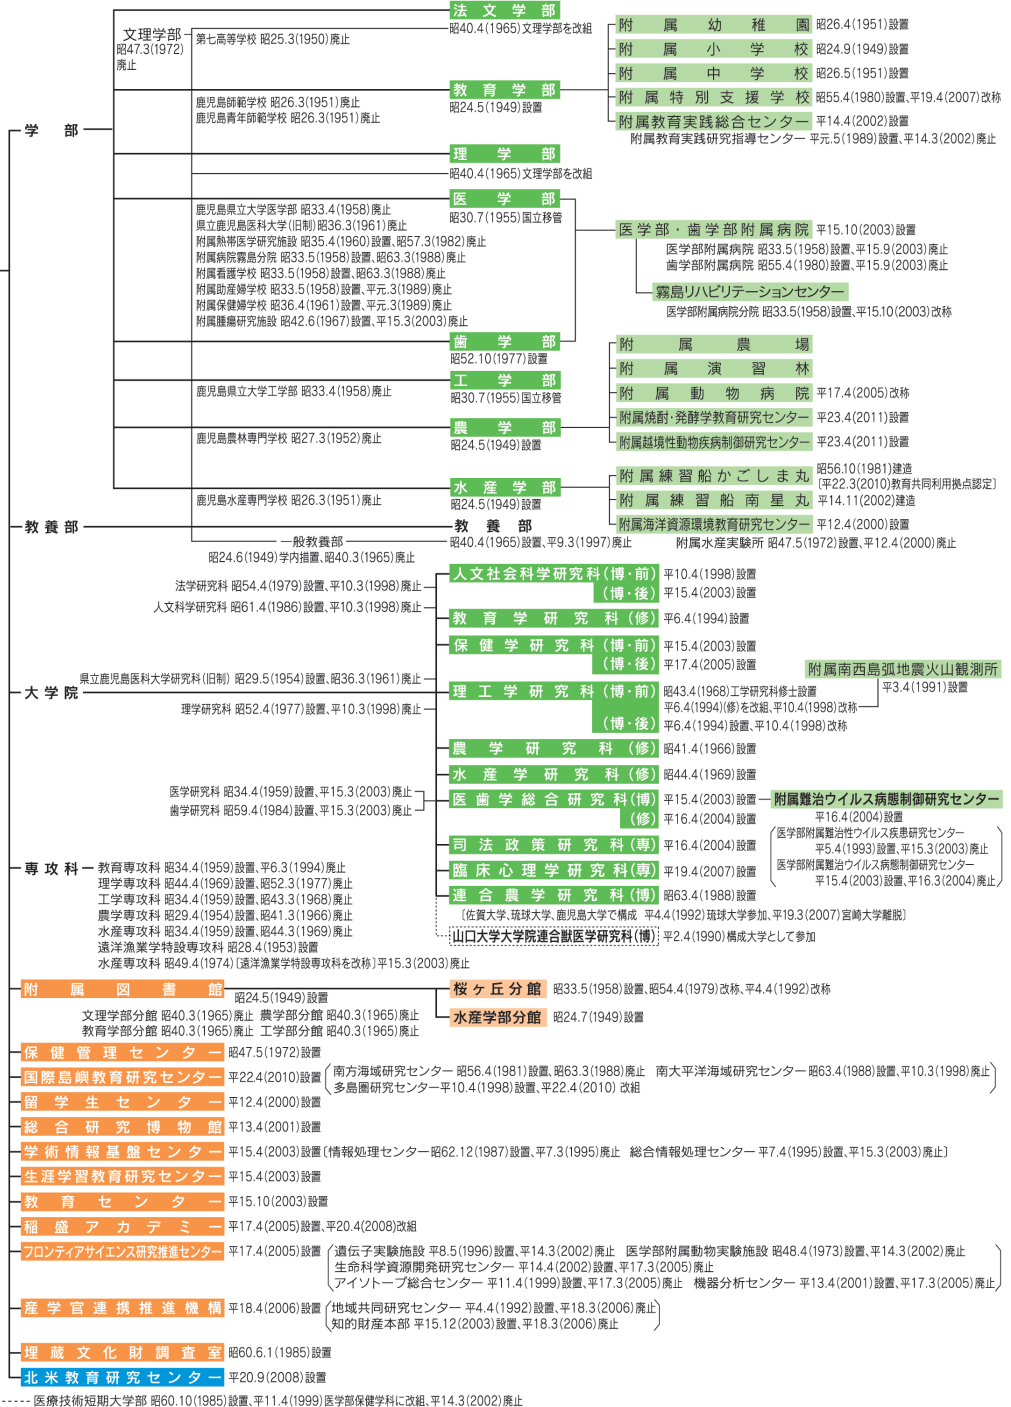 法文学部
昭40.4(1965)文理学部を改組
文理学部
昭47.3(1972)
廃止
第七高等学校 昭25.3(1950)廃止
附属幼稚園 昭26.4(1951)設置
附属小学校 昭24.9(1949)設置
附属中学校 昭26.5(1951)設置
教育学部
昭24.5(1949)設置
附属特別支援学校 昭55.4(1980)設置、平19.4(2007)改称
鹿児島師範学校 昭26.3(1951)廃止
鹿児島青年師範学校 昭26.3(1951)廃止
附属教育実践総合センター 平14.4(2002)設置
附属教育実践研究指導センター 平元.5(1989)設置、平14.3(2002)廃止
学部
理学部
昭40.4(1965)文理学部を改組
医学部
昭30.7(1955)国立移管
鹿児島県立大学医学部 昭33.4(1958)廃止
県立鹿児島医科大学(旧制)昭36.3(1961)廃止
附属熱帯医学研究施設 昭35.4(1960)設置、昭57.3(1982)廃止
附属病院霧島分院 昭33.5(1958)設置、昭63.3(1988)廃止
附属看護学校 昭33.5(1958)設置、昭63.3(1988)廃止
附属助産婦学校 昭33.5(1958)設置、平元.3(1989)廃止
附属保健婦学校 昭36.4(1961)設置、平元.3(1989)廃止
附属腫瘍研究施設 昭42.6(1967)設置、平15.3(2003)廃止
医学部・歯学部附属病院 平15.10(2003)設置
医学部附属病院 昭33.5(1958)設置、平15.9(2003)廃止
歯学部附属病院 昭55.4(1980)設置、平15.9(2003)廃止
霧島リハビリテーションセンター
医学部附属病院分院 昭33.5(1958)設置、平15.10(2003)改称
歯学部
昭52.10(1977)設置
工学部
昭30.7(1955)国立移管
鹿児島県立大学工学部 昭33.4(1958)廃止
附属農場
附属演習林
附属動物病院 平17.4(2005)改称
附属焼酎・発酵学教育研究センター 平23.4(2011)設置
附属越境性動物疾病制御研究センター 平23.4(2011)設置
農学部
昭24.5(1949)設置
鹿児島農林専門学校 昭27.3(1952)廃止
水産学部
昭24.5(1949)設置
鹿児島水産専門学校 昭26.3(1951)廃止
附属練習船かごしま丸 昭56.10(1981)建造
〔平22.3(2010)教育共同利用拠点認定〕
附属練習船南星丸 平14.11(2002)建造
附属海洋資源環境教育研究センター 平12.4(2000)設置
附属水産実験所 昭47.5(1972)設置、平12.4(2000)廃止
教養部
教養部
昭40.4(1965)設置、平9.3(1997)廃止
一般教養部
昭24.6(1949)学内措置、昭40.3(1965)廃止
大学院
人文社会科学研究科(博・前) 平10.4(1998)設置
(博・後) 平15.4(2003)設置
法学研究科 昭54.4(1979)設置、平10.3(1998)廃止
人文科学研究科 昭61.4(1986)設置、平10.3(1998)廃止
教育学研究科(修) 平6.4(1994)設置
保健学研究科(博・前) 平15.4(2003)設置
(博・後) 平17.4(2005)設置
県立鹿児島医科大学研究科(旧制) 昭29.5(1954)設置、昭36.3(1961)廃止
附属南西島弧地震火山観測所
平3.4(1991)設置
理工学研究科(博・前) 昭43.4(1968)工学研究科修士設置
平6.4(1994)(修)を改組、平10.4(1998)改称
(博・後) 平6.4(1994)設置、平10.4(1998)改称
理学研究科 昭52.4(1977)設置、平10.3(1998)廃止
農学研究科(修) 昭41.4(1966)設置
水産学研究科(修) 昭44.4(1969)設置
医学研究科 昭34.4(1959)設置、平15.3(2003)廃止
歯学研究科 昭59.4(1984)設置、平15.3(2003)廃止
医歯学総合研究科(博) 平15.4(2003)設置
(修) 平16.4(2004)設置
附属難治ウイルス病態制御研究センター
平16.4(2004)設置
医学部附属難治性ウイルス疾患研究センター
平5.4(1993)設置、平15.3(2003)廃止
医学部附属難治ウイルス病態制御研究センター
平15.4(2003)設置、平16.3(2004)廃止
司法政策研究科(専) 平16.4(2004)設置
臨床心理学研究科(専) 平19.4(2007)設置
連合農学研究科(博) 昭63.4(1988)設置
〔佐賀大学、琉球大学、鹿児島大学で構成 平4.4(1992)琉球大学参加、平19.3(2007)宮崎大学離脱〕
山口大学大学院連合獣医学研究科(博) 平2.4(1990)構成大学として参加
専攻科 教育専攻科 昭34.4(1959)設置、平6.3(1994)廃止
理学専攻科 昭44.4(1969)設置、昭52.3(1977)廃止
工学専攻科 昭34.4(1959)設置、昭43.3(1968)廃止
農学専攻科 昭29.4(1954)設置、昭41.3(1966)廃止
水産専攻科 昭34.4(1959)設置、昭44.3(1969)廃止
遠洋漁業学特設専攻科 昭28.4(1953)設置
水産専攻科 昭49.4(1974)〔遠洋漁業学特設専攻科を改称〕平15.3(2003)廃止
附属図書館
昭24.5(1949)設置
文理学部分館 昭40.3(1965)廃止 農学部分館 昭40.3(1965)廃止
教育学部分館 昭40.3(1965)廃止 工学部分館 昭40.3(1965)廃止
桜ヶ丘分館 昭33.5(1958)設置、昭54.4(1979)改称、平4.4(1992)改称
水産学部分館 昭24.7(1949)設置
保健管理センター 昭47.5(1972)設置
国際島嶼教育研究センター 平22.4(2010)設置
南方海域研究センター 昭56.4(1981)設置、昭63.3(1988)廃止 南太平洋海域研究センター 昭63.4(1988)設置、平10.3(1998)廃止
多島圏研究センター平10.4(1998)設置、平22.4(2010) 改組
留学生センター 平12.4(2000)設置
総合研究博物館 平13.4(2001)設置
学術情報基盤センター 平15.4(2003)設置〔情報処理センター昭62.12(1987)設置、平7.3(1995)廃止 総合情報処理センター 平7.4(1995)設置、平15.3(2003)廃止〕
生涯学習教育研究センター 平15.4(2003)設置
教育センター 平15.10(2003)設置
稲盛アカデミー 平17.4(2005)設置、平20.4(2008)改組
フロンティアサイエンス研究推進センター 平17.4(2005)設置
遺伝子実験施設 平8.5(1996)設置、平14.3(2002)廃止 医学部附属動物実験施設 昭48.4(1973)設置、平14.3(2002)廃止
生命科学資源開発研究センター 平14.4(2002)設置、平17.3(2005)廃止
アイソトープ総合センター 平11.4(1999)設置、平17.3(2005)廃止 機器分析センター 平13.4(2001)設置、平17.3(2005)廃止
産学官連携推進機構 平18.4(2006)設置
地域共同研究センター 平4.4(1992)設置、平18.3(2006)廃止
知的財産本部 平15.12(2003)設置、平18.3(2006)廃止
埋蔵文化財調査室 昭60.6.1(1985)設置
北米教育研究センター 平20.9(2008)設置
医療技術短期大学部 昭60.10(1985)設置、平11.4(1999)医学部保健学科に改組、平14.3(2002)廃止